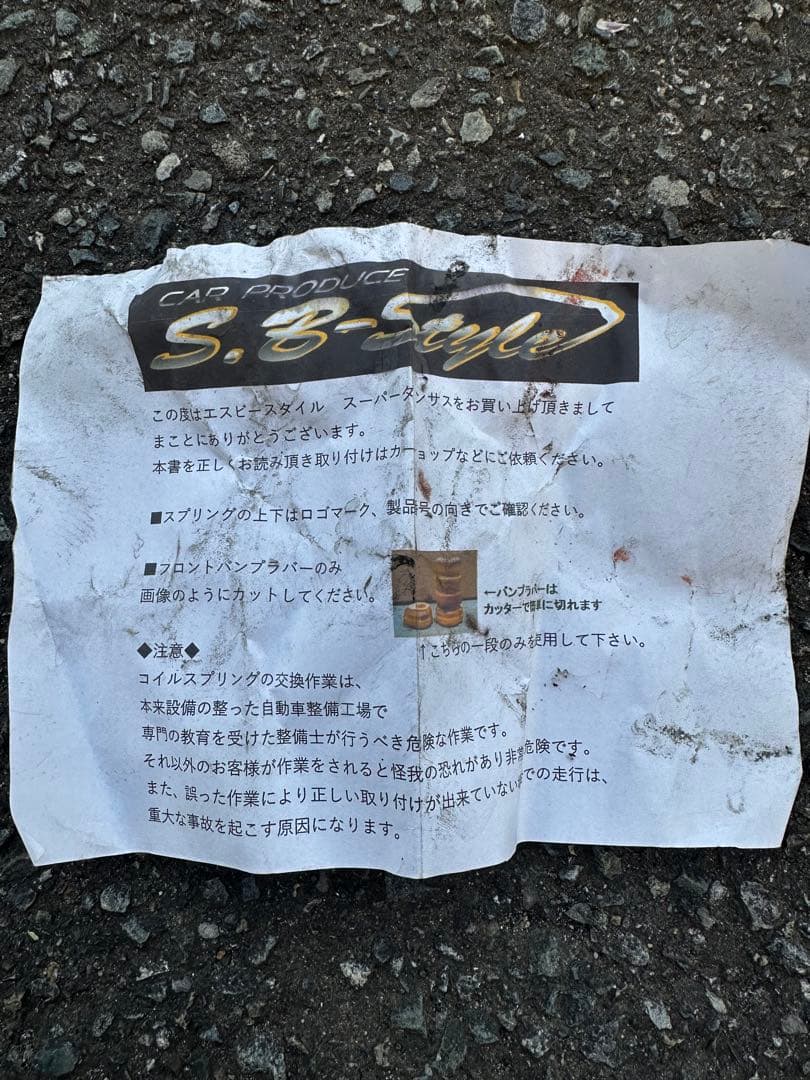 CAR PRODUCE
S.B-Style
この度はエスビースタイル スーパーダンサスをお買い上げ頂きまして
まことにありがとうございます。
本書を正しくお読み頂き取り付けはカーョップなどにご依頼ください。
■スプリングの上下はロゴマーク、製品号の向きでご確認ください。
■フロントバンプラバーのみ
画像のようにカットしてください。
←バンプラバーは
カッターで簡単に切れます
↑こちらの一段のみを使用して下さい。
◆注意◆
コイルスプリングの交換作業は、
本来設備の整った自動車整備工場で
専門の教育を受けた整備士が行うべき危険な作業です。
それ以外のお客様が作業をされると怪我の恐れがあり非常危険です。
また、誤った作業により正しい取り付けが出来ていない での走行は、
重大な事故を起こす原因になります。